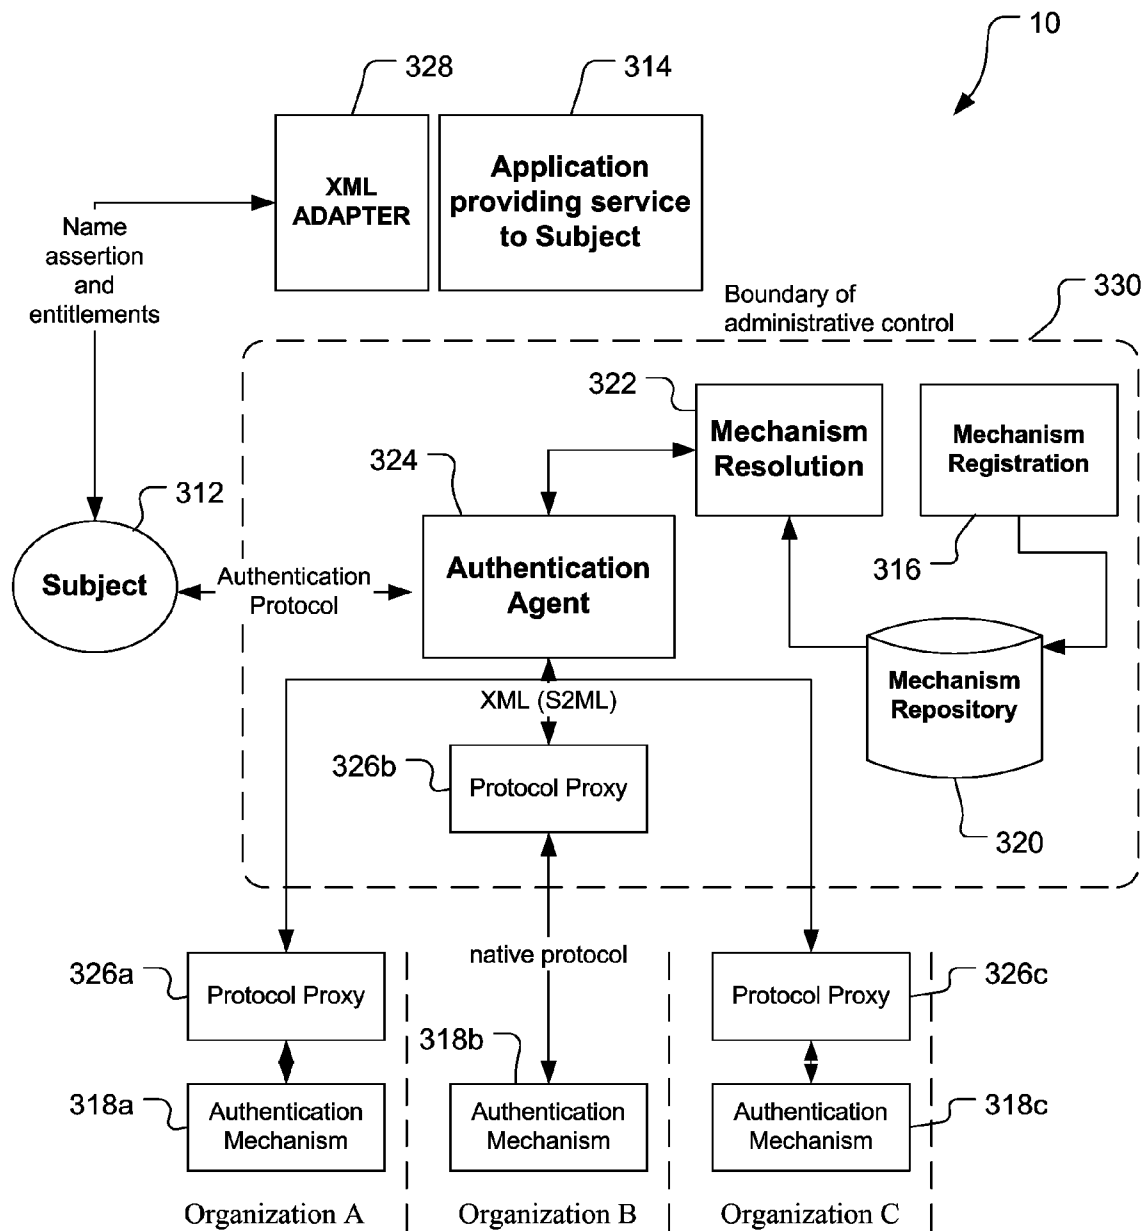 10
328
314
XML
ADAPTER
Application
providing service
to Subject
Name
assertion
and
entitlements
Boundary of
administrative control
330
322
Mechanism
Resolution
Mechanism
Registration
324
312
316
Subject
Authentication
Protocol
Authentication
Agent
Mechanism
Repository
XML (S2ML)
326b
Protocol Proxy
320
native protocol
326a
Protocol Proxy
Protocol Proxy
326c
318b
318a
Authentication
Mechanism
Authentication
Mechanism
Authentication
Mechanism
318c
Organization A
Organization B
Organization C